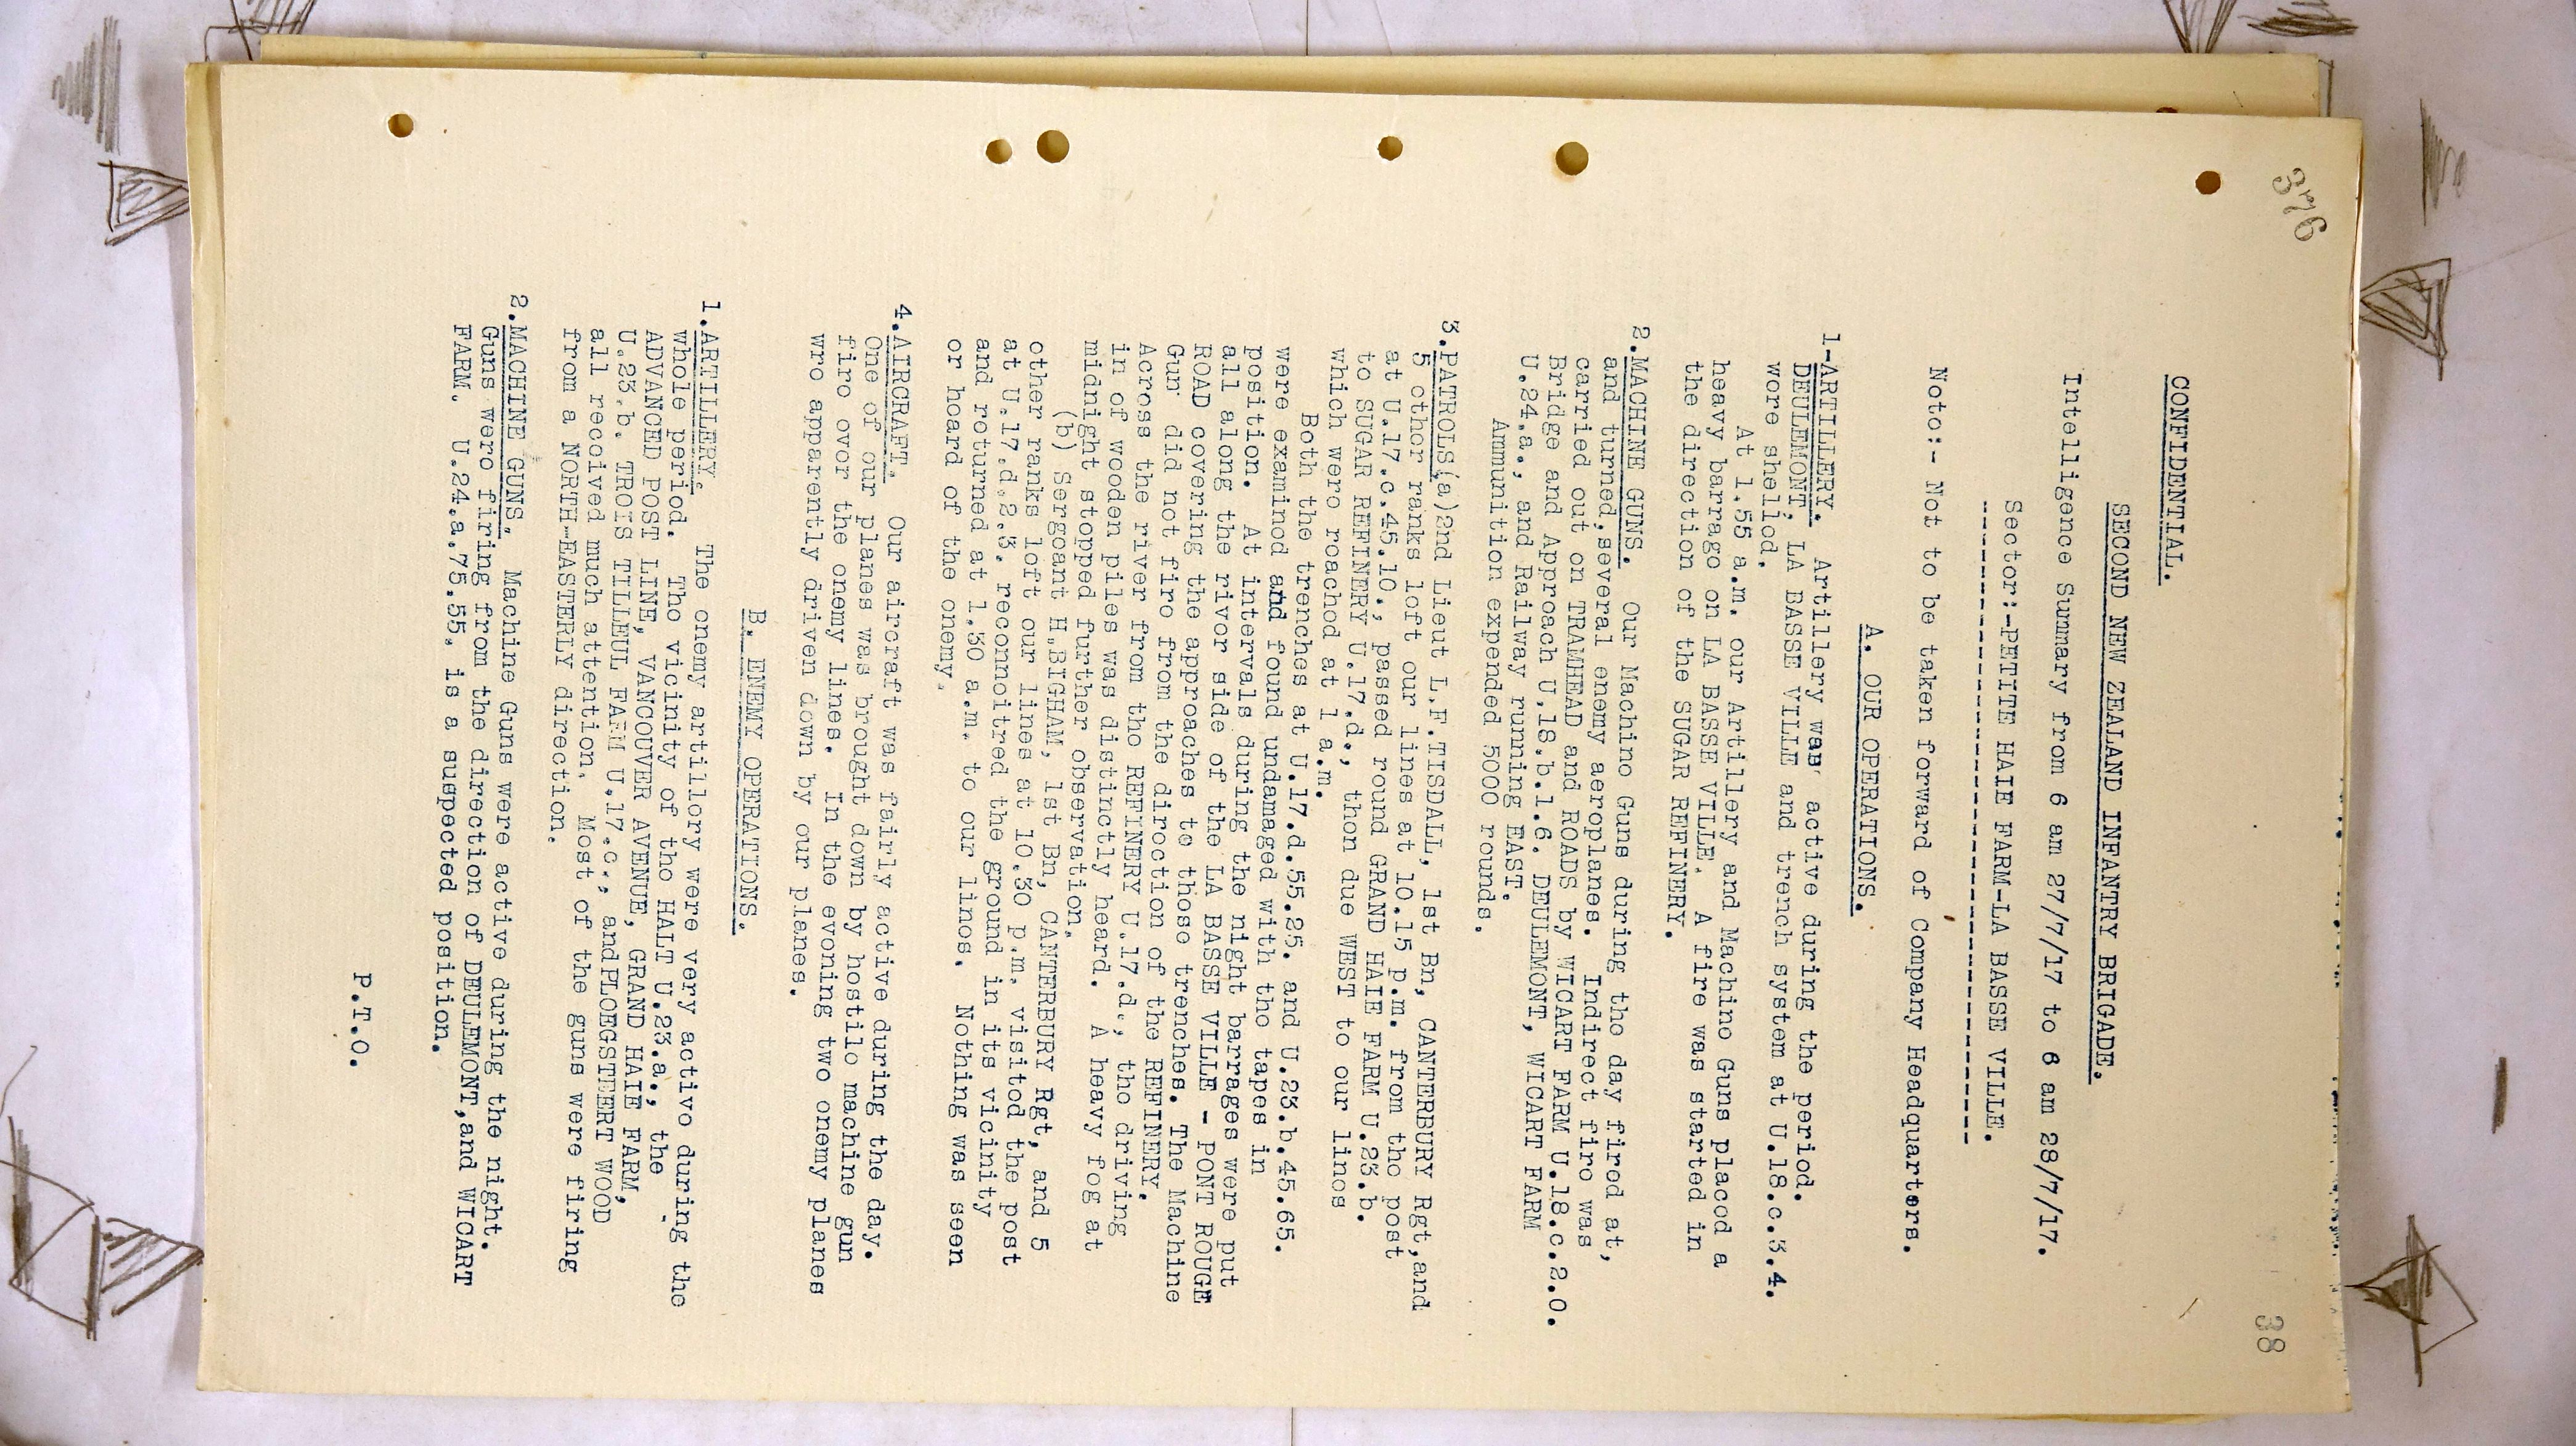 376
38
CONFIDENTIAL.
SECOND NEW ZEALAND INFANTRY BRIGADE.
Intelligence Summary from 6 am 27/7/17 to 6 am 28/7/17.
Sector:-PETITE HAIE FARM-LA BASSE VILLE.
Note:- Not to be taken forward of Company Headquarters.
A. OUR OPERATIONS.
1-ARTILLERY. Artillery was active during the period.
DEULEMONT, LA BASSE VILLE and trench system at U.18.c.3.4.
were shelled.
At 1.55 a.m. our Artillery and Machine Guns placed a
heavy barrage on LA BASSE VILLE. A fire was started in
the direction of the SUGAR REFINERY.
2.MACHINE GUNS. Our Machine Guns during the day fired at,
and turned,several enemy aeroplanes. Indirect fire was
carried out on TRAMHEAD and ROADS by WICART FARM U.18.c.2.0.
Bridge and Approach U.18.b.1.6. DEULEMONT, WICART FARM
U.24.a., and Railway running EAST.
Ammunition expended 5000 rounds.
3.PATROLS(a)2nd Lieut L.F.TISDALL, 1st Bn, CANTERBURY Rgt,and
5 other ranks left our lines at 10.15 p.m. from the post
at U.17.c.45.10., passed round GRAND HAIE FARM U.23.b.
to SUGAR REFINERY U.17.d., then due WEST to our lines
which were reached at 1 a.m.
Both the trenches at U.17.d.55.25. and U.23.b.45.65.
were examined and found undamaged with the tapes in
position. At intervals during the night barrages were put
all along the river side of the LA BASSE VILLE - PONT ROUGE
ROAD covering the approaches to these trenches. The Machine
Gun did not fire from the direction of the REFINERY.
Across the river from the REFINERY U.17.d., the driving
in of wooden piles was distinctly heard. A heavy fog at
midnight stopped further observation.
(b) Sergeant H.BIGHAM, 1st Bn, CANTERBURY Rgt, and 5
other ranks left our lines at 10.30 p.m. visited the post
at U.17.d.2.3. reconnoitred the ground in its vicinity
and returned at 1.30 a.m. to our lines. Nothing was seen
or heard of the enemy.
4.AIRCRAFT. Our aircraft was fairly active during the day.
One of our planes was brought down by hostile machine gun
fire over the enemy lines. In the evening two enemy planes
wre apparently driven down by our planes.
B. ENEMY OPERATIONS.
1.ARTILLERY. The enemy artillery were very active during the
whole period. The vicinity of the HALT U.23.a., the
ADVANCED POST LINE, VANCOUVER AVENUE, GRAND HAIE FARM,
U.23.b. TROIS TILLEUL FARM U.17.c., andPLOEGSTEERT WOOD
all received much attention. Most of the guns were firing
from a NORTH-EASTERLY direction.
2.MACHINE GUNS. Machine Guns were active during the night.
Guns were firing from the direction of DEULEMONT,and WICART
FARM. U.24.a.75.55. is a suspected position.
P.T.O.